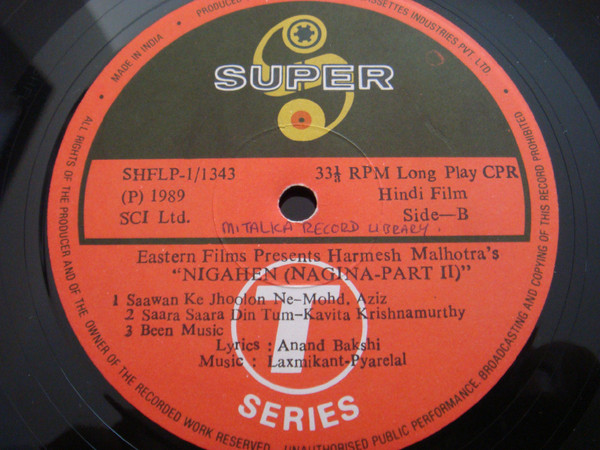 MADE IN INDIA • PRODUCED
CASSETTES INDUSTRIES PVT. LTD. •
SUPER
SHFLP-1/1343 33⅓ RPM Long Play CPR
(P) 1989 Hindi Film
SCI Ltd. Side-B
MITALICA RECORD LIBRARY.
Eastern Films Presents Harmesh Malhotra's
"NIGAHEN (NAGINA-PART II)"
1 Saawan Ke Jhoolon Ne-Mohd. Aziz
2 Saara Saara Din Tum-Kavita Krishnamurthy
3 Been Music
Lyrics : Anand Bakshi
Music : Laxmikant-Pyarelal
T
SERIES
ALL RIGHTS OF THE PRODUCER AND OF THE OWNER OF THE RECORDED WORK RESERVED. UNAUTHORISED PUBLIC PERFORMANCE, BROADCASTING AND COPYING OF THIS RECORD PROHIBITED